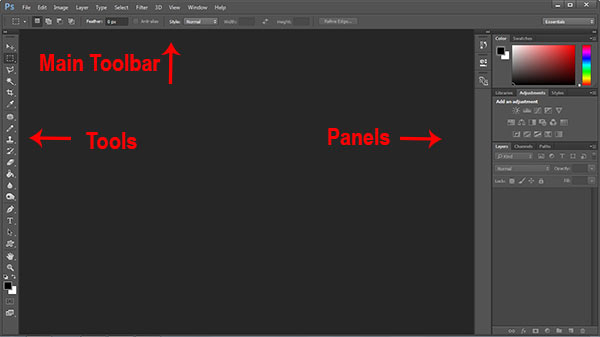 Ps File Edit Image Layer Type Select Filter 3D View Window Help
Feather: 0 px Anti-alias Style: Normal Width: Height: Refine Edge... Essentials
Color Swatches
Main Toolbar
Libraries Adjustments Styles
Add an adjustment
Tools
Panels
Layers Channels Paths
Kind
Normal Opacity:
Lock: Fill: